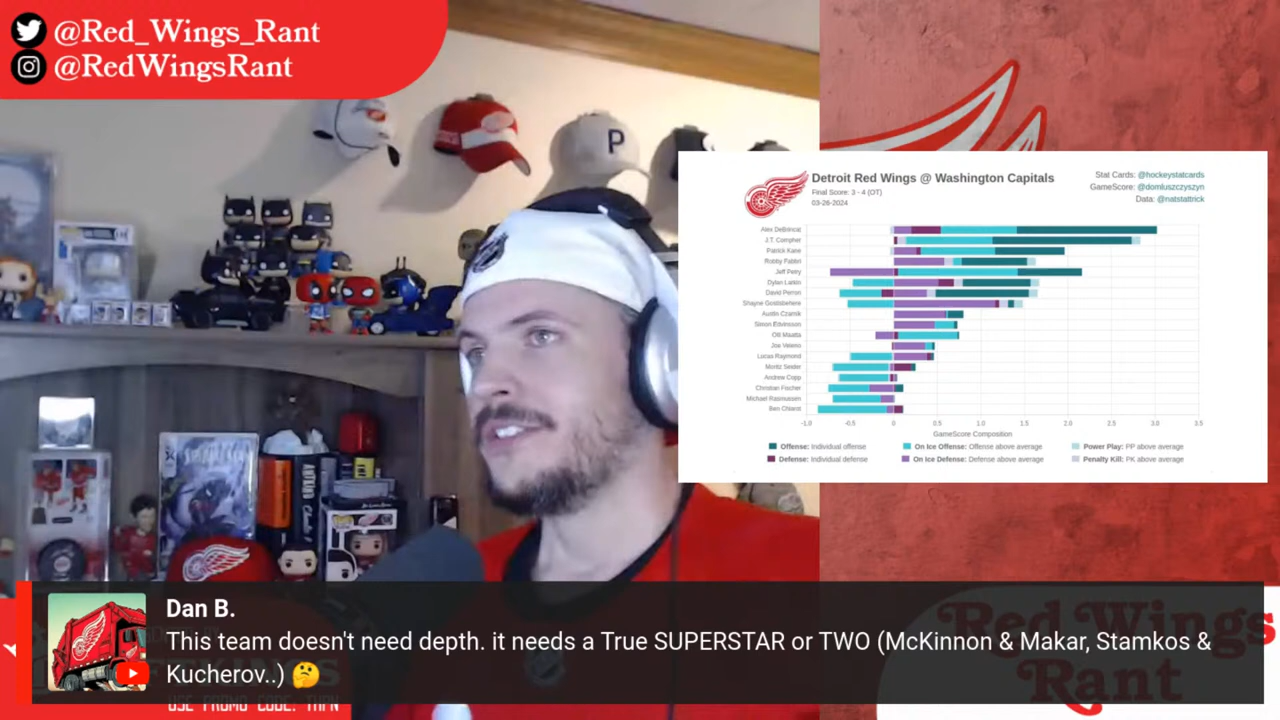 @Red_Wings_Rant
@RedWingsRant
P
Detroit Red Wings @ Washington Capitals
Final Score: 3 - 4 (OT)
03-26-2024
Stat Cards: @hockeystatcards
GameScore: @domluszczyszyn
Data: @natstattrick
Alex DeBrincat
J.T. Compher
Patrick Kane
Robby Fabbri
Jeff Petry
Dylan Larkin
David Perron
Shayne Gostisbehere
Austin Czarnik
Simon Edvinsson
Olli Maatta
Joe Veleno
Lucas Raymond
Moritz Seider
Andrew Copp
Christian Fischer
Michael Rasmussen
Ben Chiarot
-1.0 -0.5 0 0.5 1.0 1.5 2.0 2.5 3.0 3.5
GameScore Composition
Offense: Individual offense
On Ice Offense: Offense above average
Power Play: PP above average
Defense: Individual defense
On Ice Defense: Defense above average
Penalty Kill: PK above average
Dan B.
This team doesn't need depth. it needs a True SUPERSTAR or TWO (McKinnon & Makar, Stamkos &
Kucherov..) 🤔
Red Wings
Rant
USE PROMO CODE: THPN